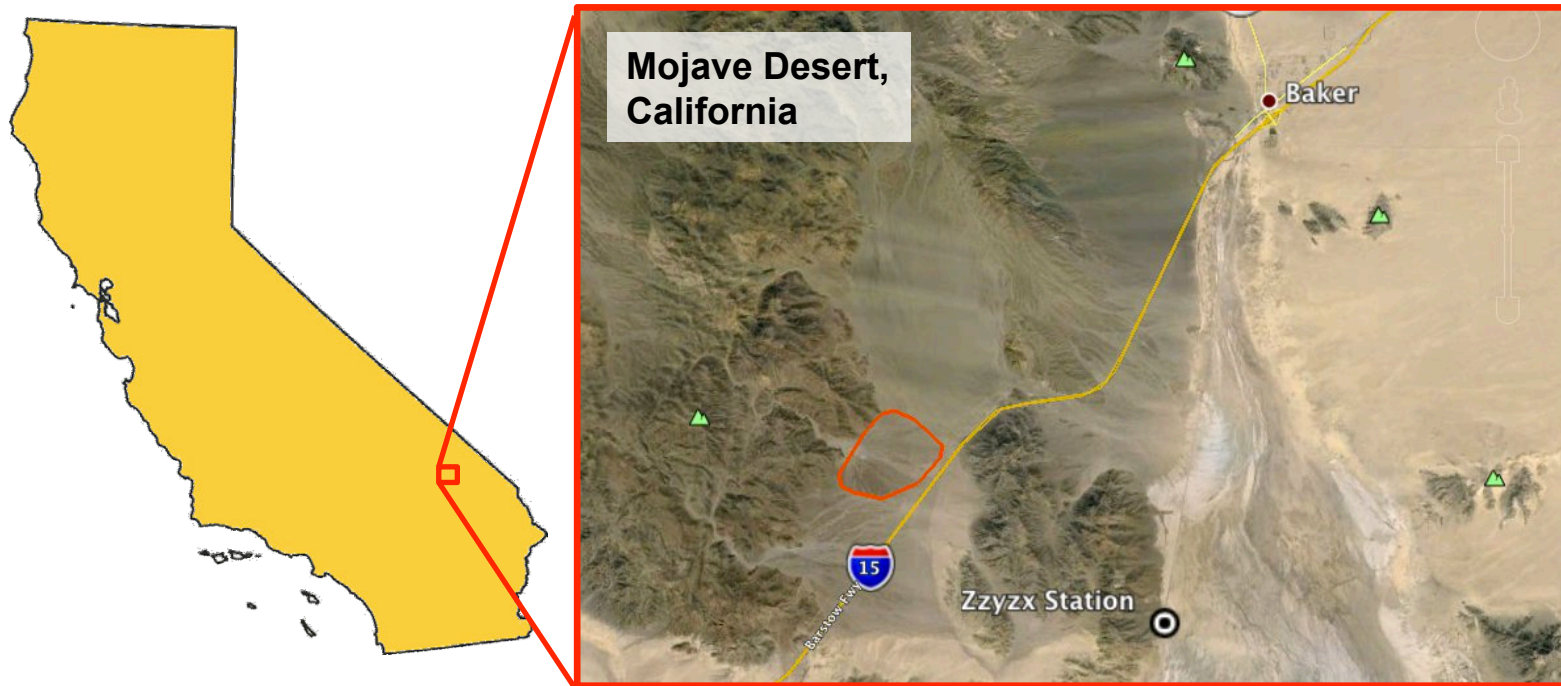 Mojave Desert,
California
Baker
15
Barstow Fwy
Zzyzx Station